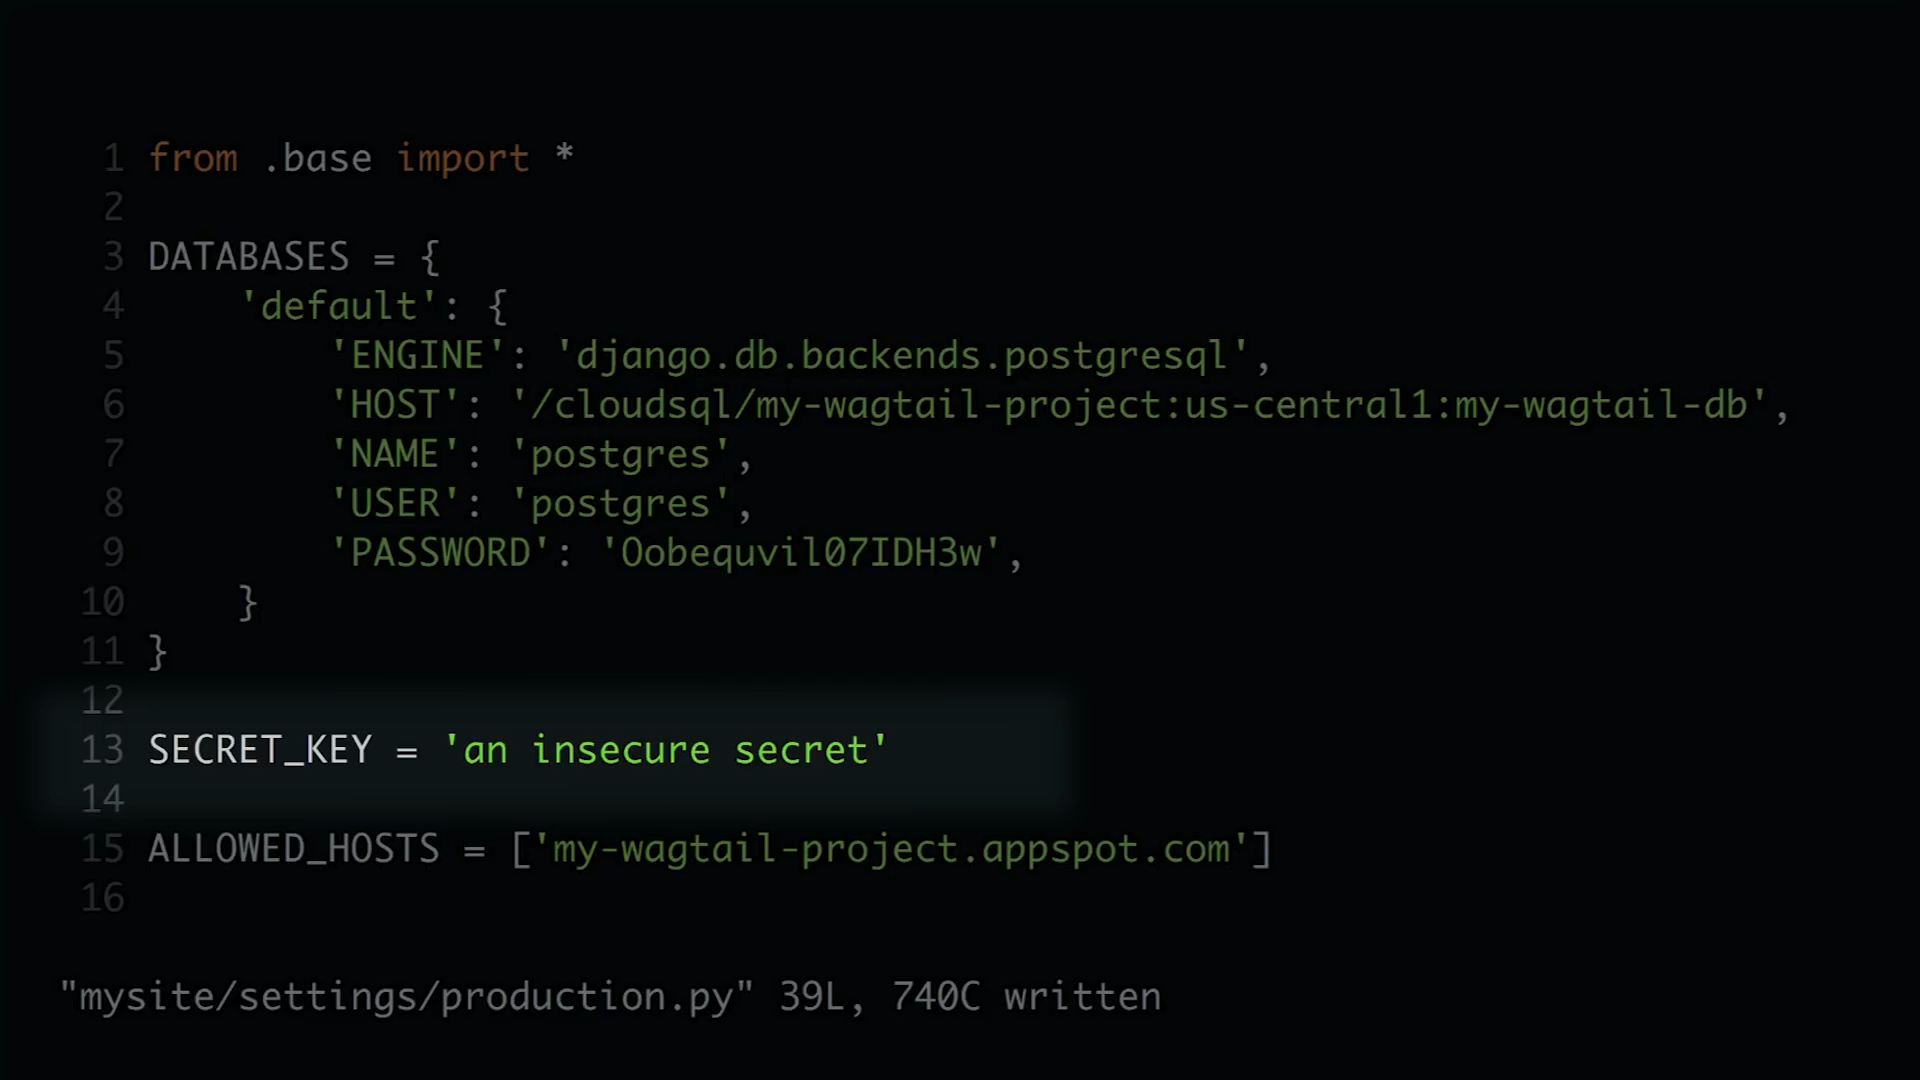 1 from .base import *
2
3 DATABASES = {
4     'default': {
5         'ENGINE': 'django.db.backends.postgresql',
6         'HOST': '/cloudsql/my-wagtail-project:us-central1:my-wagtail-db',
7         'NAME': 'postgres',
8         'USER': 'postgres',
9         'PASSWORD': 'Oobequvil07IDH3w',
10     }
11 }
12
13 SECRET_KEY = 'an insecure secret'
14
15 ALLOWED_HOSTS = ['my-wagtail-project.appspot.com']
16
"mysite/settings/production.py" 39L, 740C written